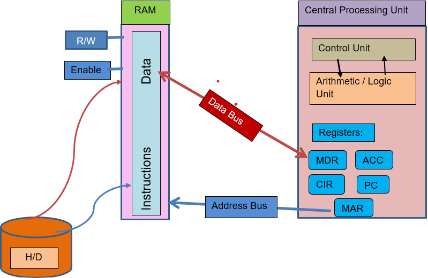 RAM
Central Processing Unit
R/W
Enable
Data
Instructions
Data Bus
Address Bus
Control Unit
Arithmetic / Logic
Unit
Registers:
MDR
ACC
CIR
PC
MAR
H/D